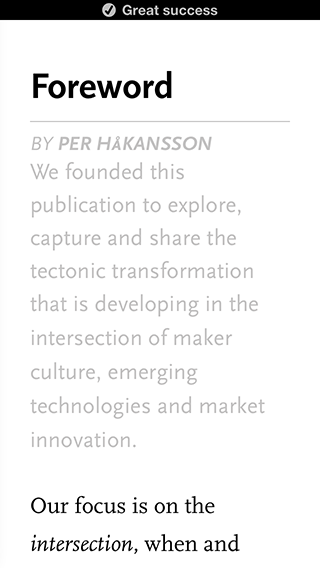 Great success
Foreword
BY PER HÅKANSSON
We founded this
publication to explore,
capture and share the
tectonic transformation
that is developing in the
intersection of maker
culture, emerging
technologies and market
innovation.
Our focus is on the
intersection, when and